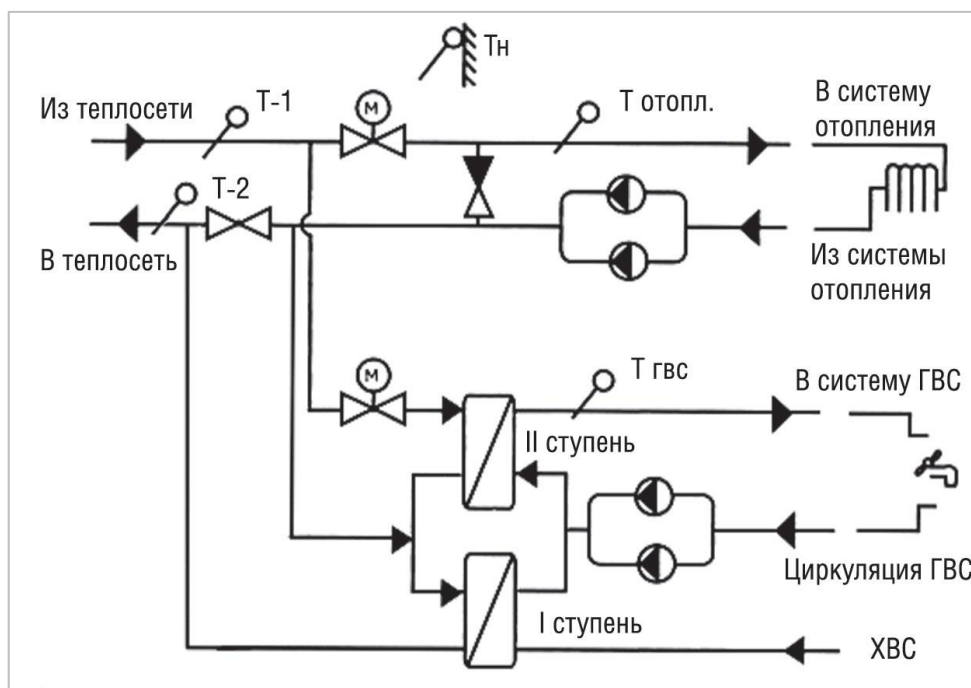 Тн
Из теплосети
Т-1
М
Т отопл.
В систему
отопления
Т-2
В теплосеть
Из системы
отопления
М
Т гвс
В систему ГВС
II ступень
Циркуляция ГВС
I ступень
ХВС